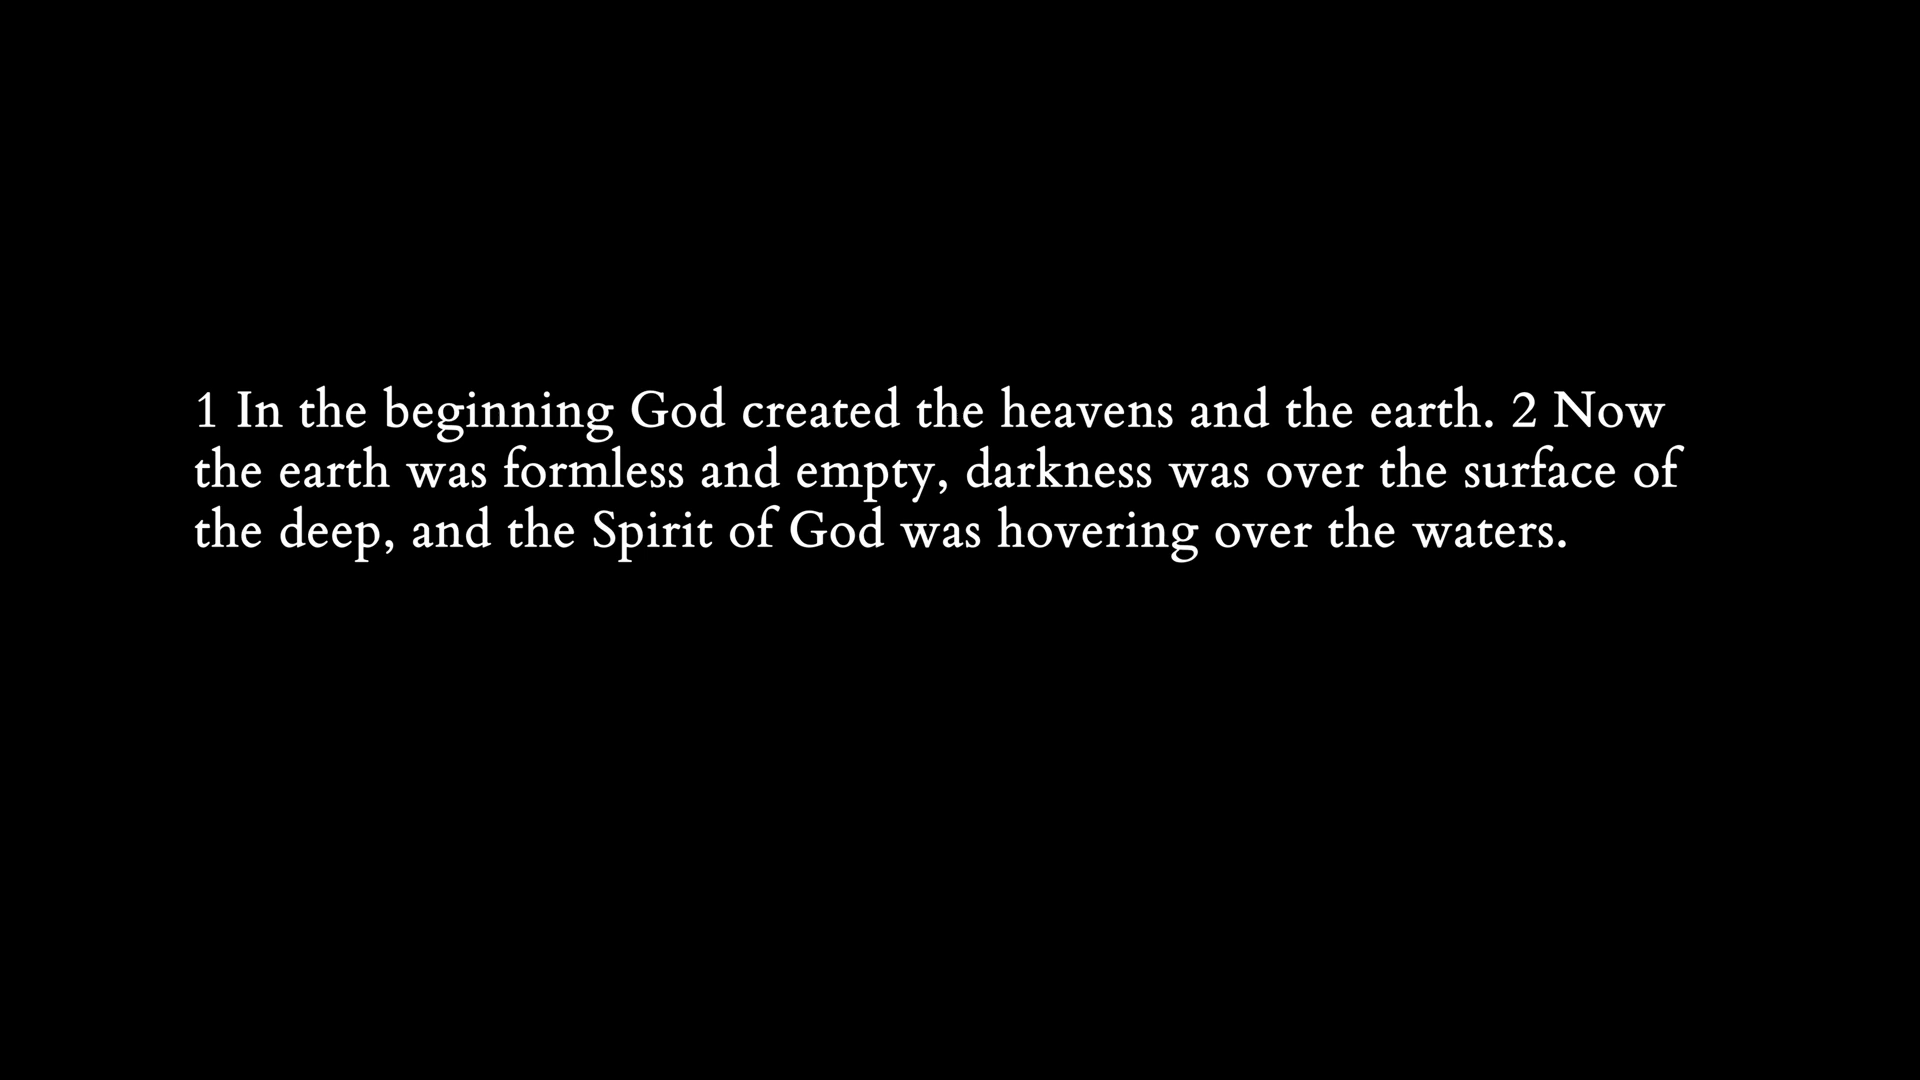 1 In the beginning God created the heavens and the earth. 2 Now
the earth was formless and empty, darkness was over the surface of
the deep, and the Spirit of God was hovering over the waters.